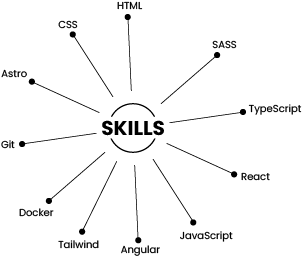 HTML
CSS
SASS
Astro
TypeScript
SKILLS
Git
React
Docker
JavaScript
Tailwind
Angular